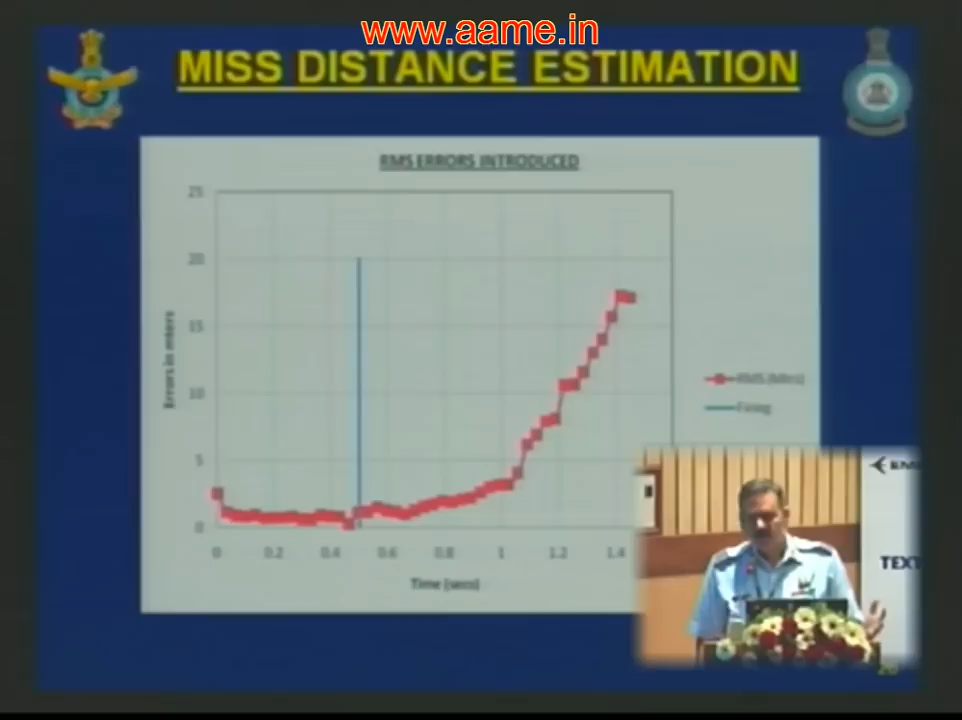 www.aame.in
MISS DISTANCE ESTIMATION
RMS ERRORS INTRODUCED
25
20
15
10
5
0
Errors in
0 0.2 0.4 0.6 0.8 1 1.2 1.4
Time (secs)
RMS (Mtrs)
Firing
TEXT